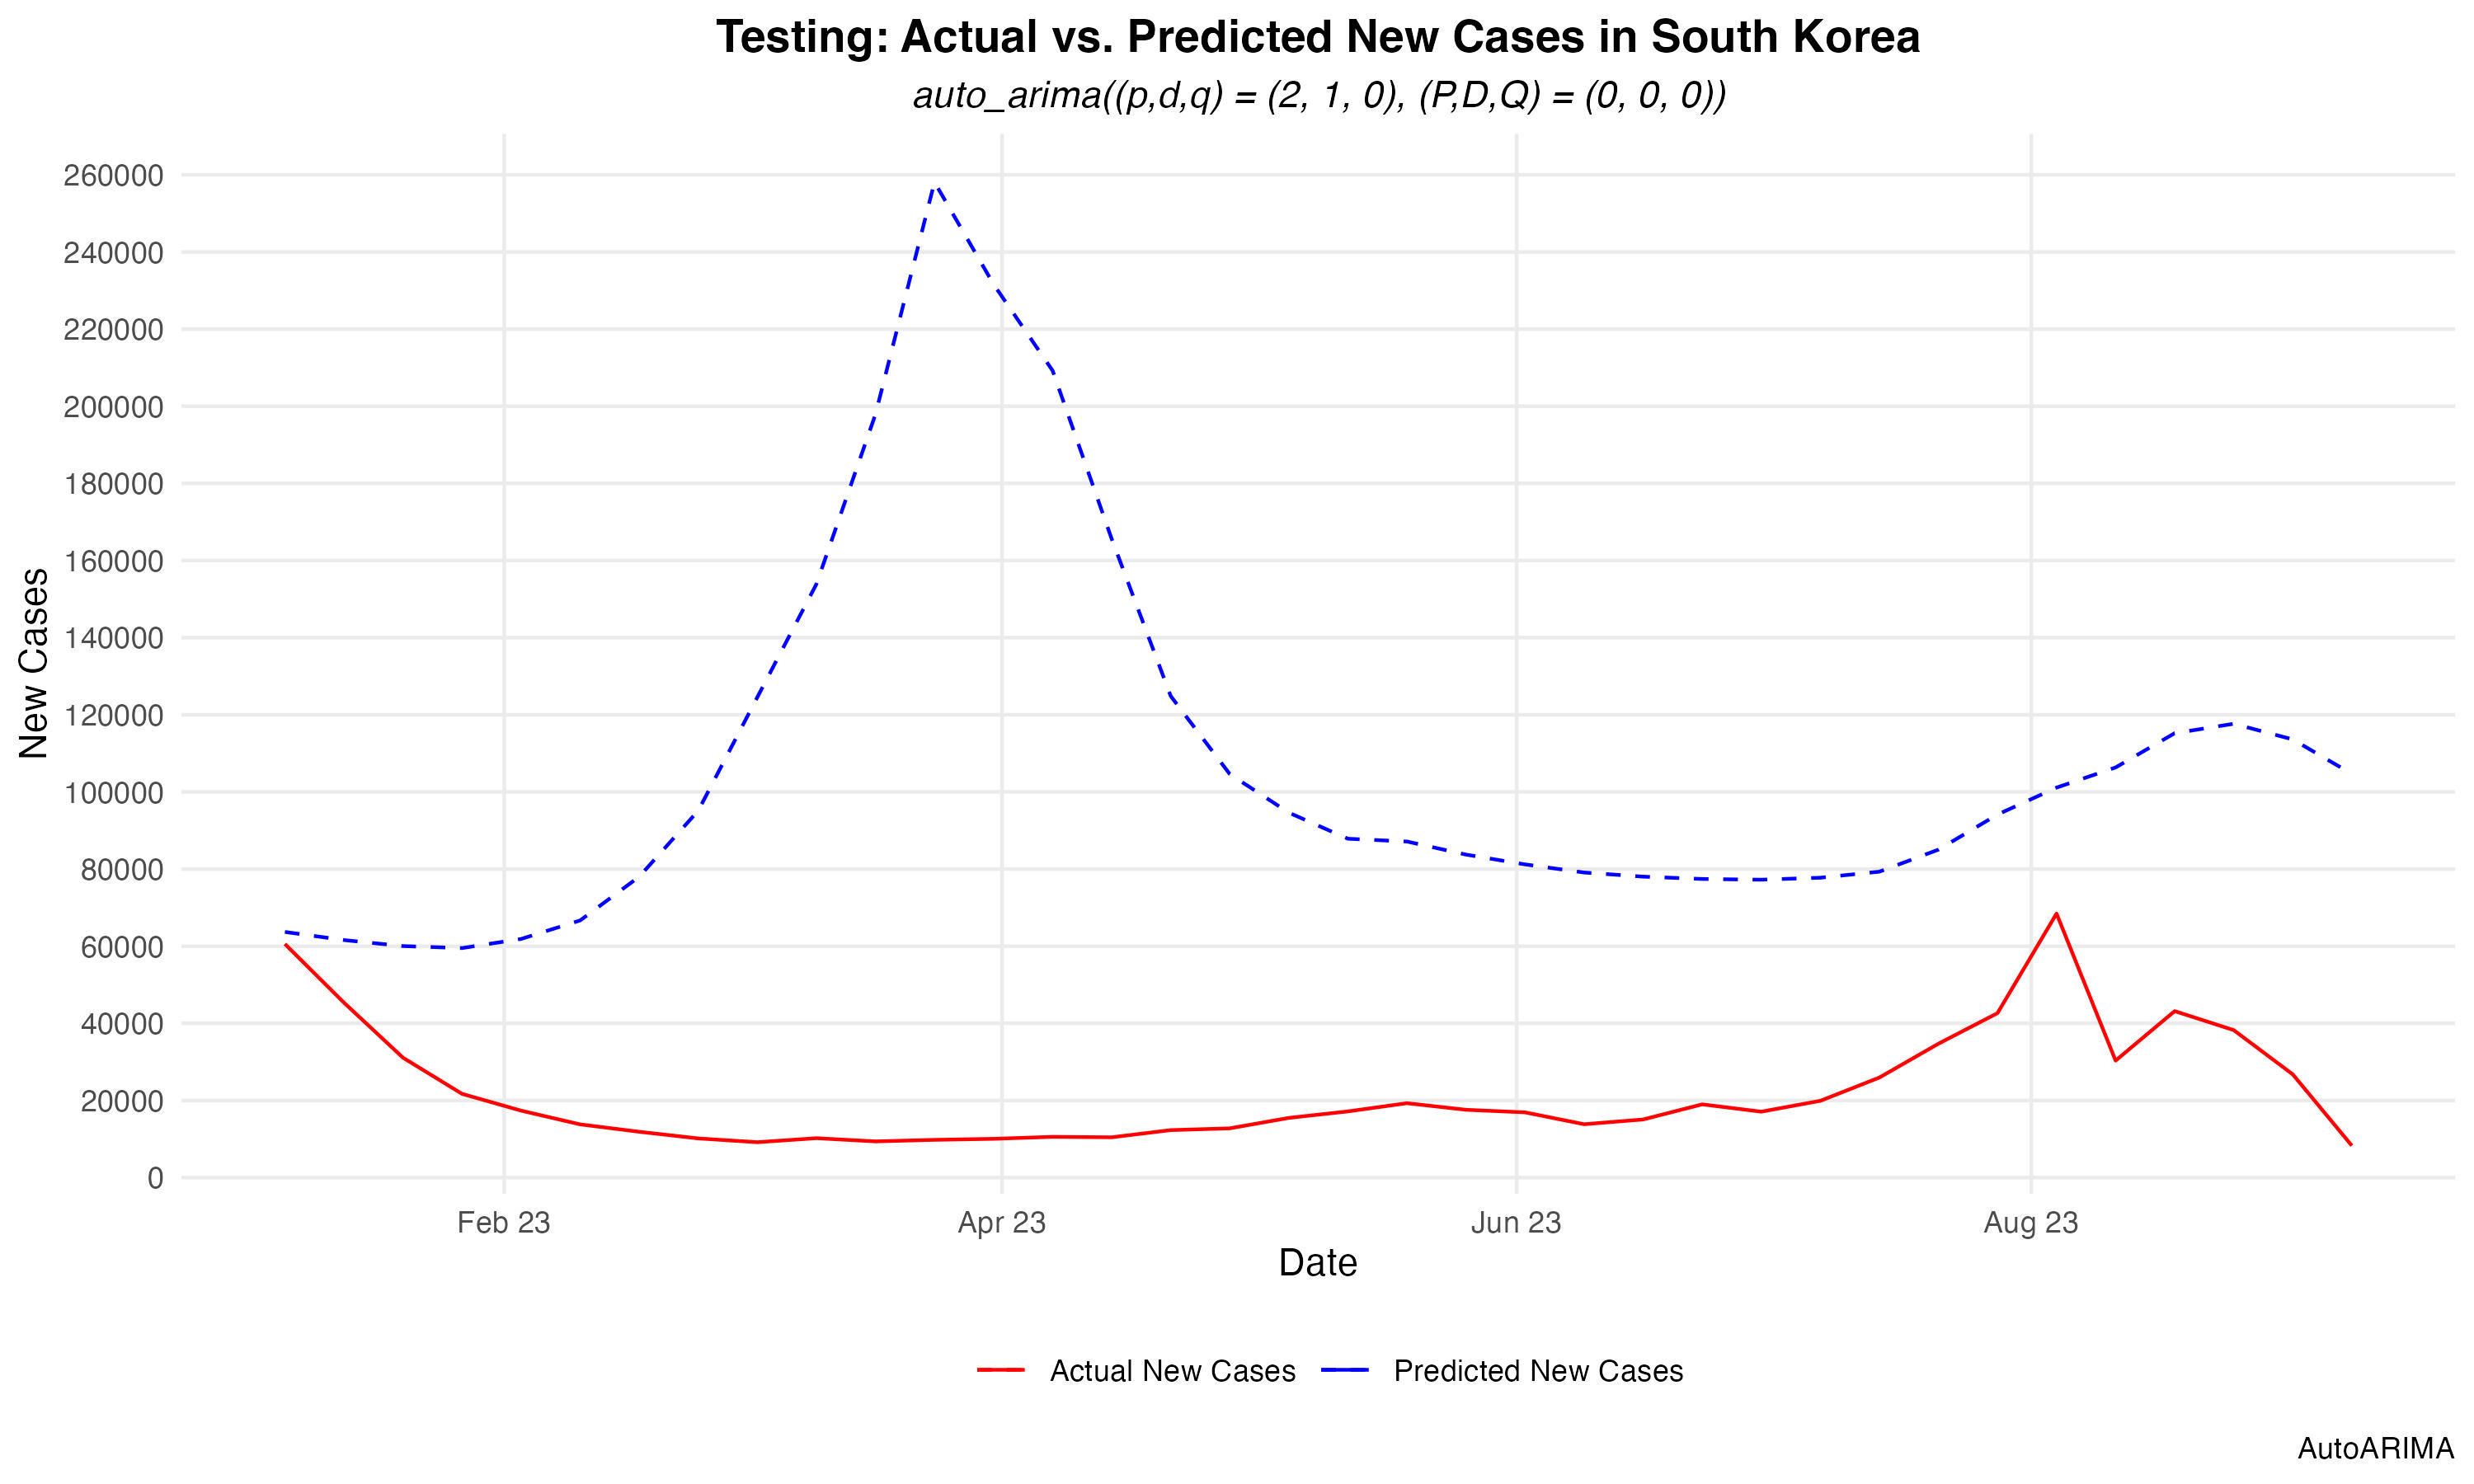 Testing: Actual vs. Predicted New Cases in South Korea
auto_arima((p,d,q) = (2, 1, 0), (P,D,Q) = (0, 0, 0))
New Cases
260000
240000
220000
200000
180000
160000
140000
120000
100000
80000
60000
40000
20000
0
Feb 23 Apr 23 Jun 23 Aug 23
Date
Actual New Cases Predicted New Cases
AutoARIMA